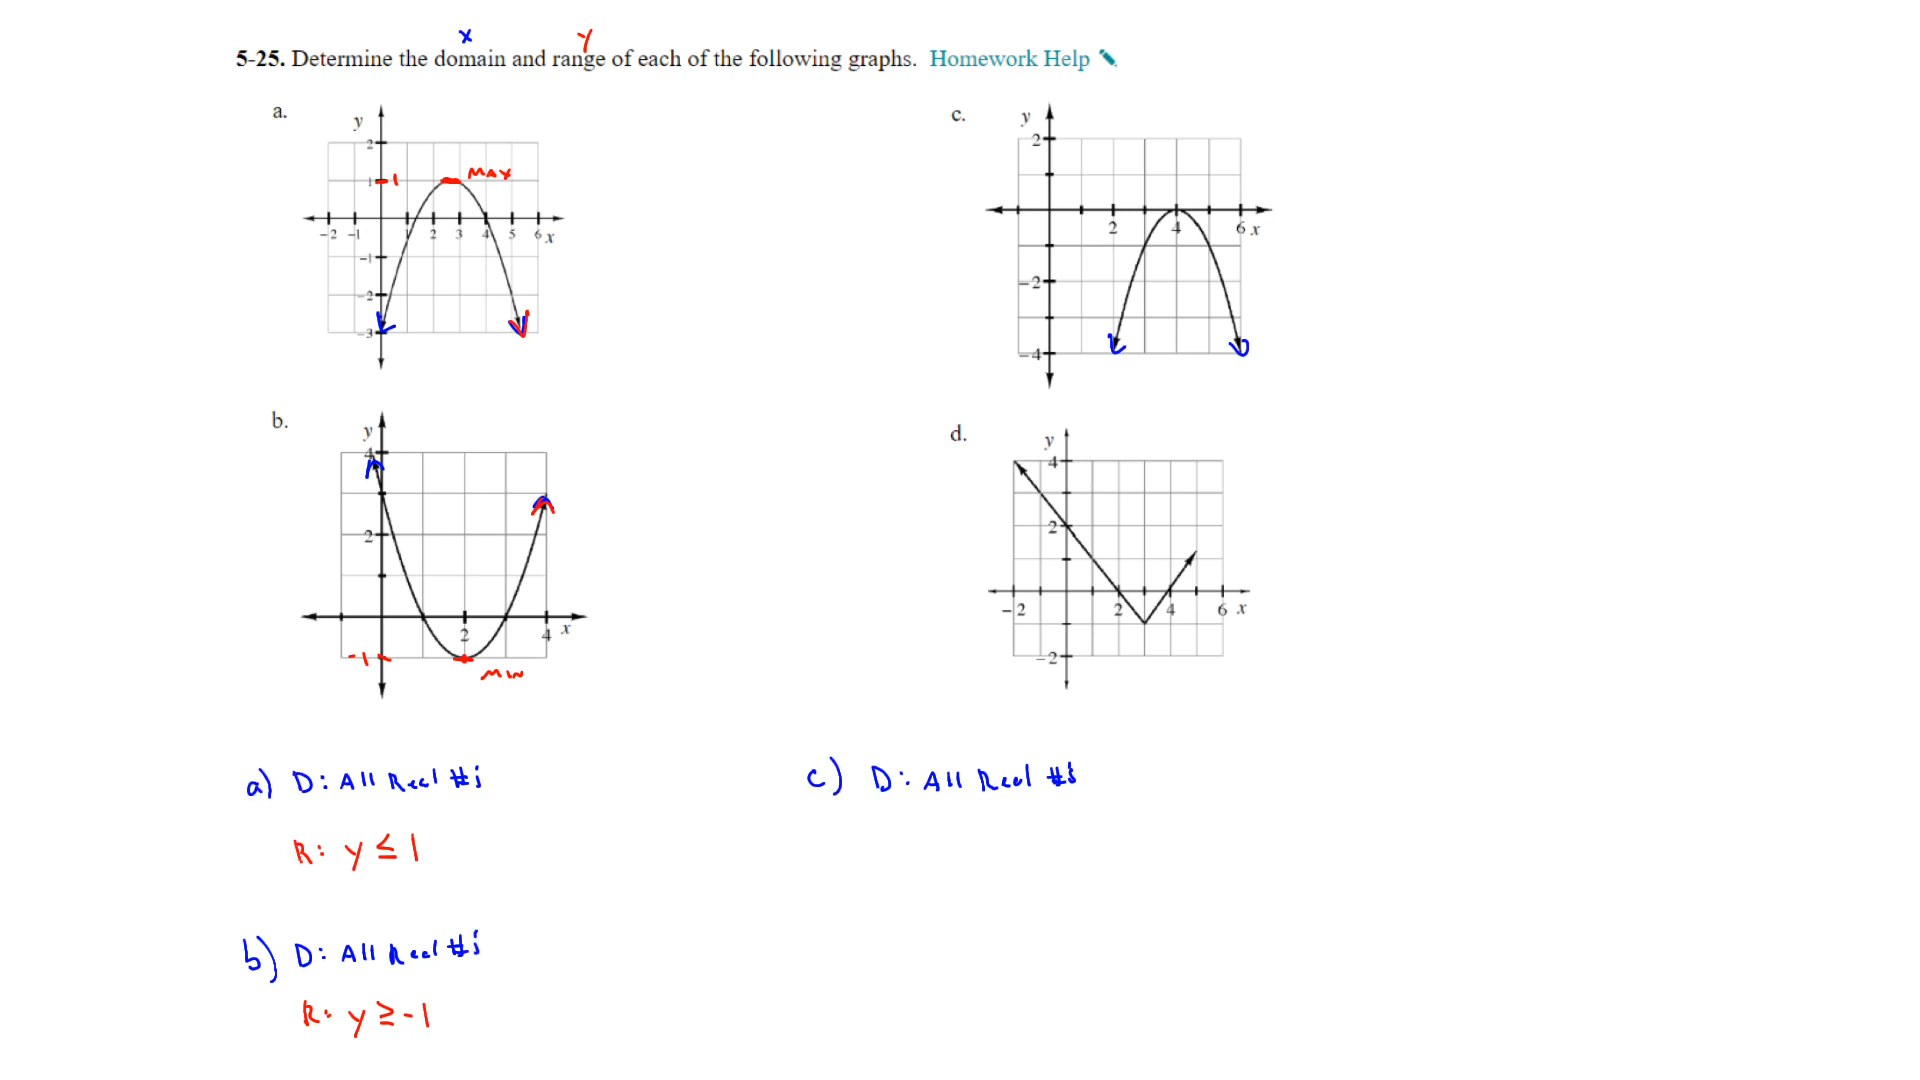 x y
5-25. Determine the domain and range of each of the following graphs. Homework Help
a.
y
2
1 -1 MAX
-2 -1 1 2 3 4 5 6 x
-1
-2
-3
c.
y
2
2 4 6 x
-2
-4
b.
y
4
2
2 4 x
-1
MIN
d.
y
4
2
-2 2 4 6 x
-2
a) D: All Real #s
R: y ≤ 1
b) D: All Real #s
R: y ≥ -1
c) D: All Real #s